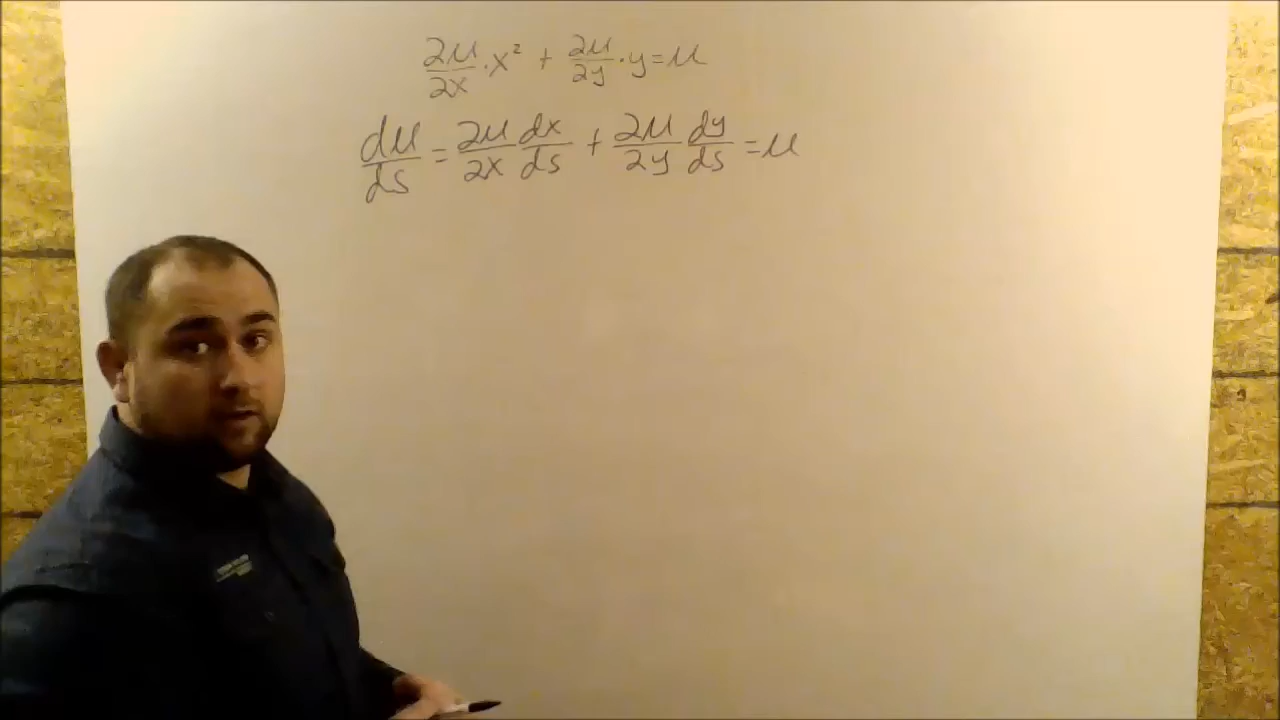 ∂u/∂x · x² + ∂u/∂y · y = u
du/ds = ∂u/∂x dx/ds + ∂u/∂y dy/ds = u